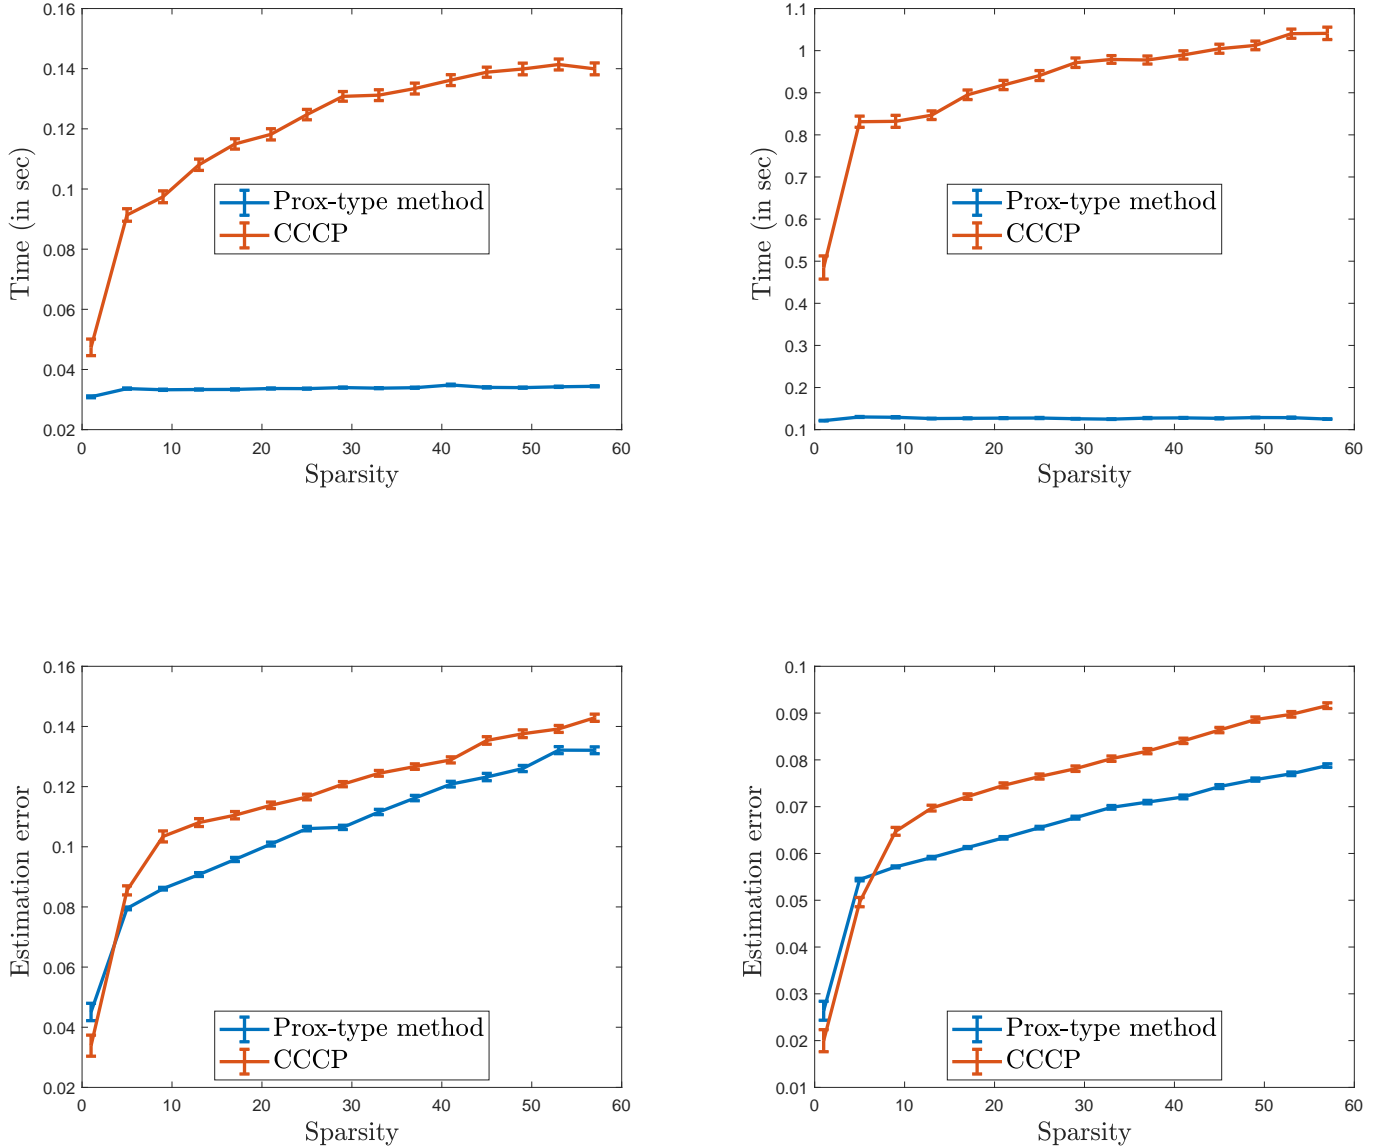 0.16
0.14
0.12
0.1
0.08
0.06
0.04
0.02
Time (in sec)
0 10 20 30 40 50 60
Sparsity
Prox-type method
CCCP
1.1
1
0.9
0.8
0.7
0.6
0.5
0.4
0.3
0.2
0.1
Time (in sec)
0 10 20 30 40 50 60
Sparsity
Prox-type method
CCCP
0.16
0.14
0.12
0.1
0.08
0.06
0.04
0.02
Estimation error
0 10 20 30 40 50 60
Sparsity
Prox-type method
CCCP
0.1
0.09
0.08
0.07
0.06
0.05
0.04
0.03
0.02
0.01
Estimation error
0 10 20 30 40 50 60
Sparsity
Prox-type method
CCCP